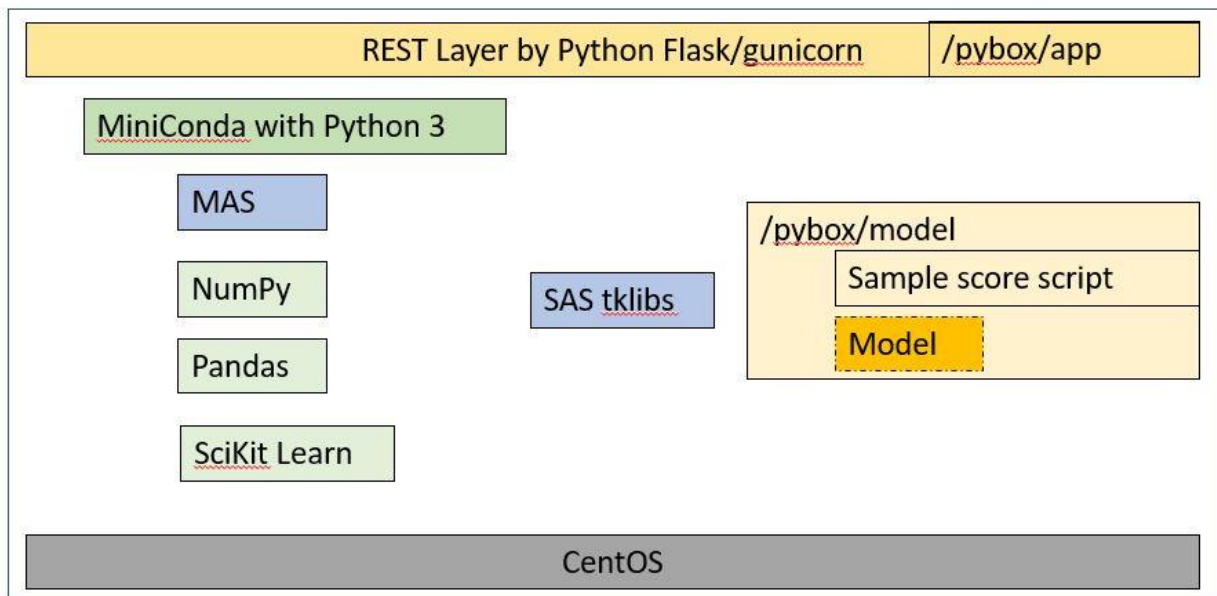 REST Layer by Python Flask/gunicorn
/pybox/app
MiniConda with Python 3
MAS
NumPy
Pandas
SciKit Learn
SAS tklibs
/pybox/model
Sample score script
Model
CentOS